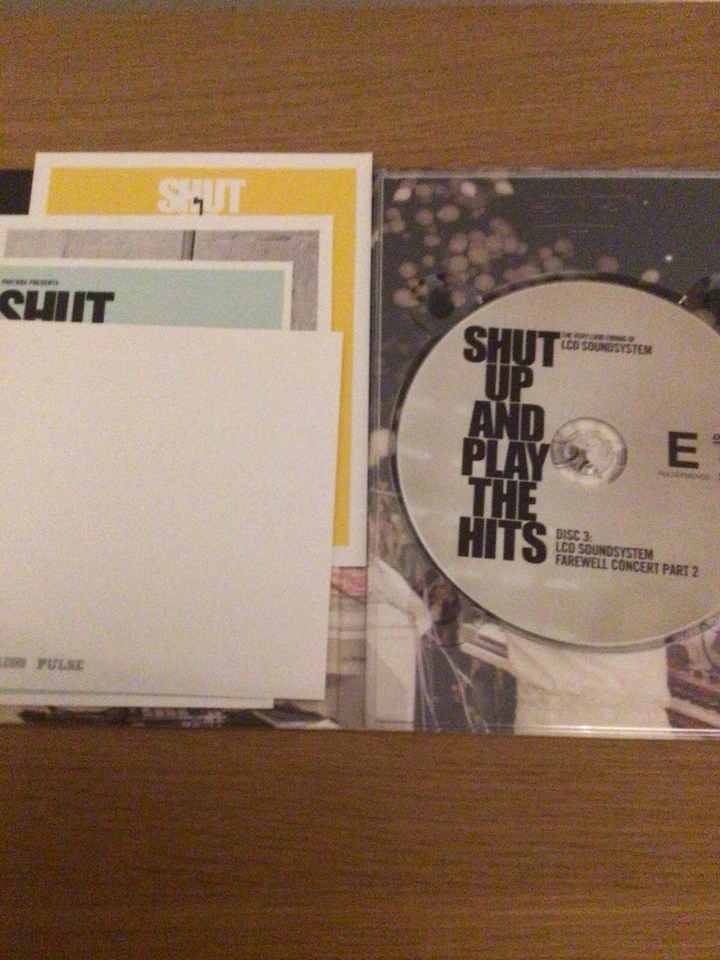 SHUT
SHUT
PULSE
SHUT
UP
AND
PLAY
THE
HITS
THE VERY LOUD ENDING OF
LCD SOUNDSYSTEM
E
DISC 3:
LCD SOUNDSYSTEM
FAREWELL CONCERT PART 2